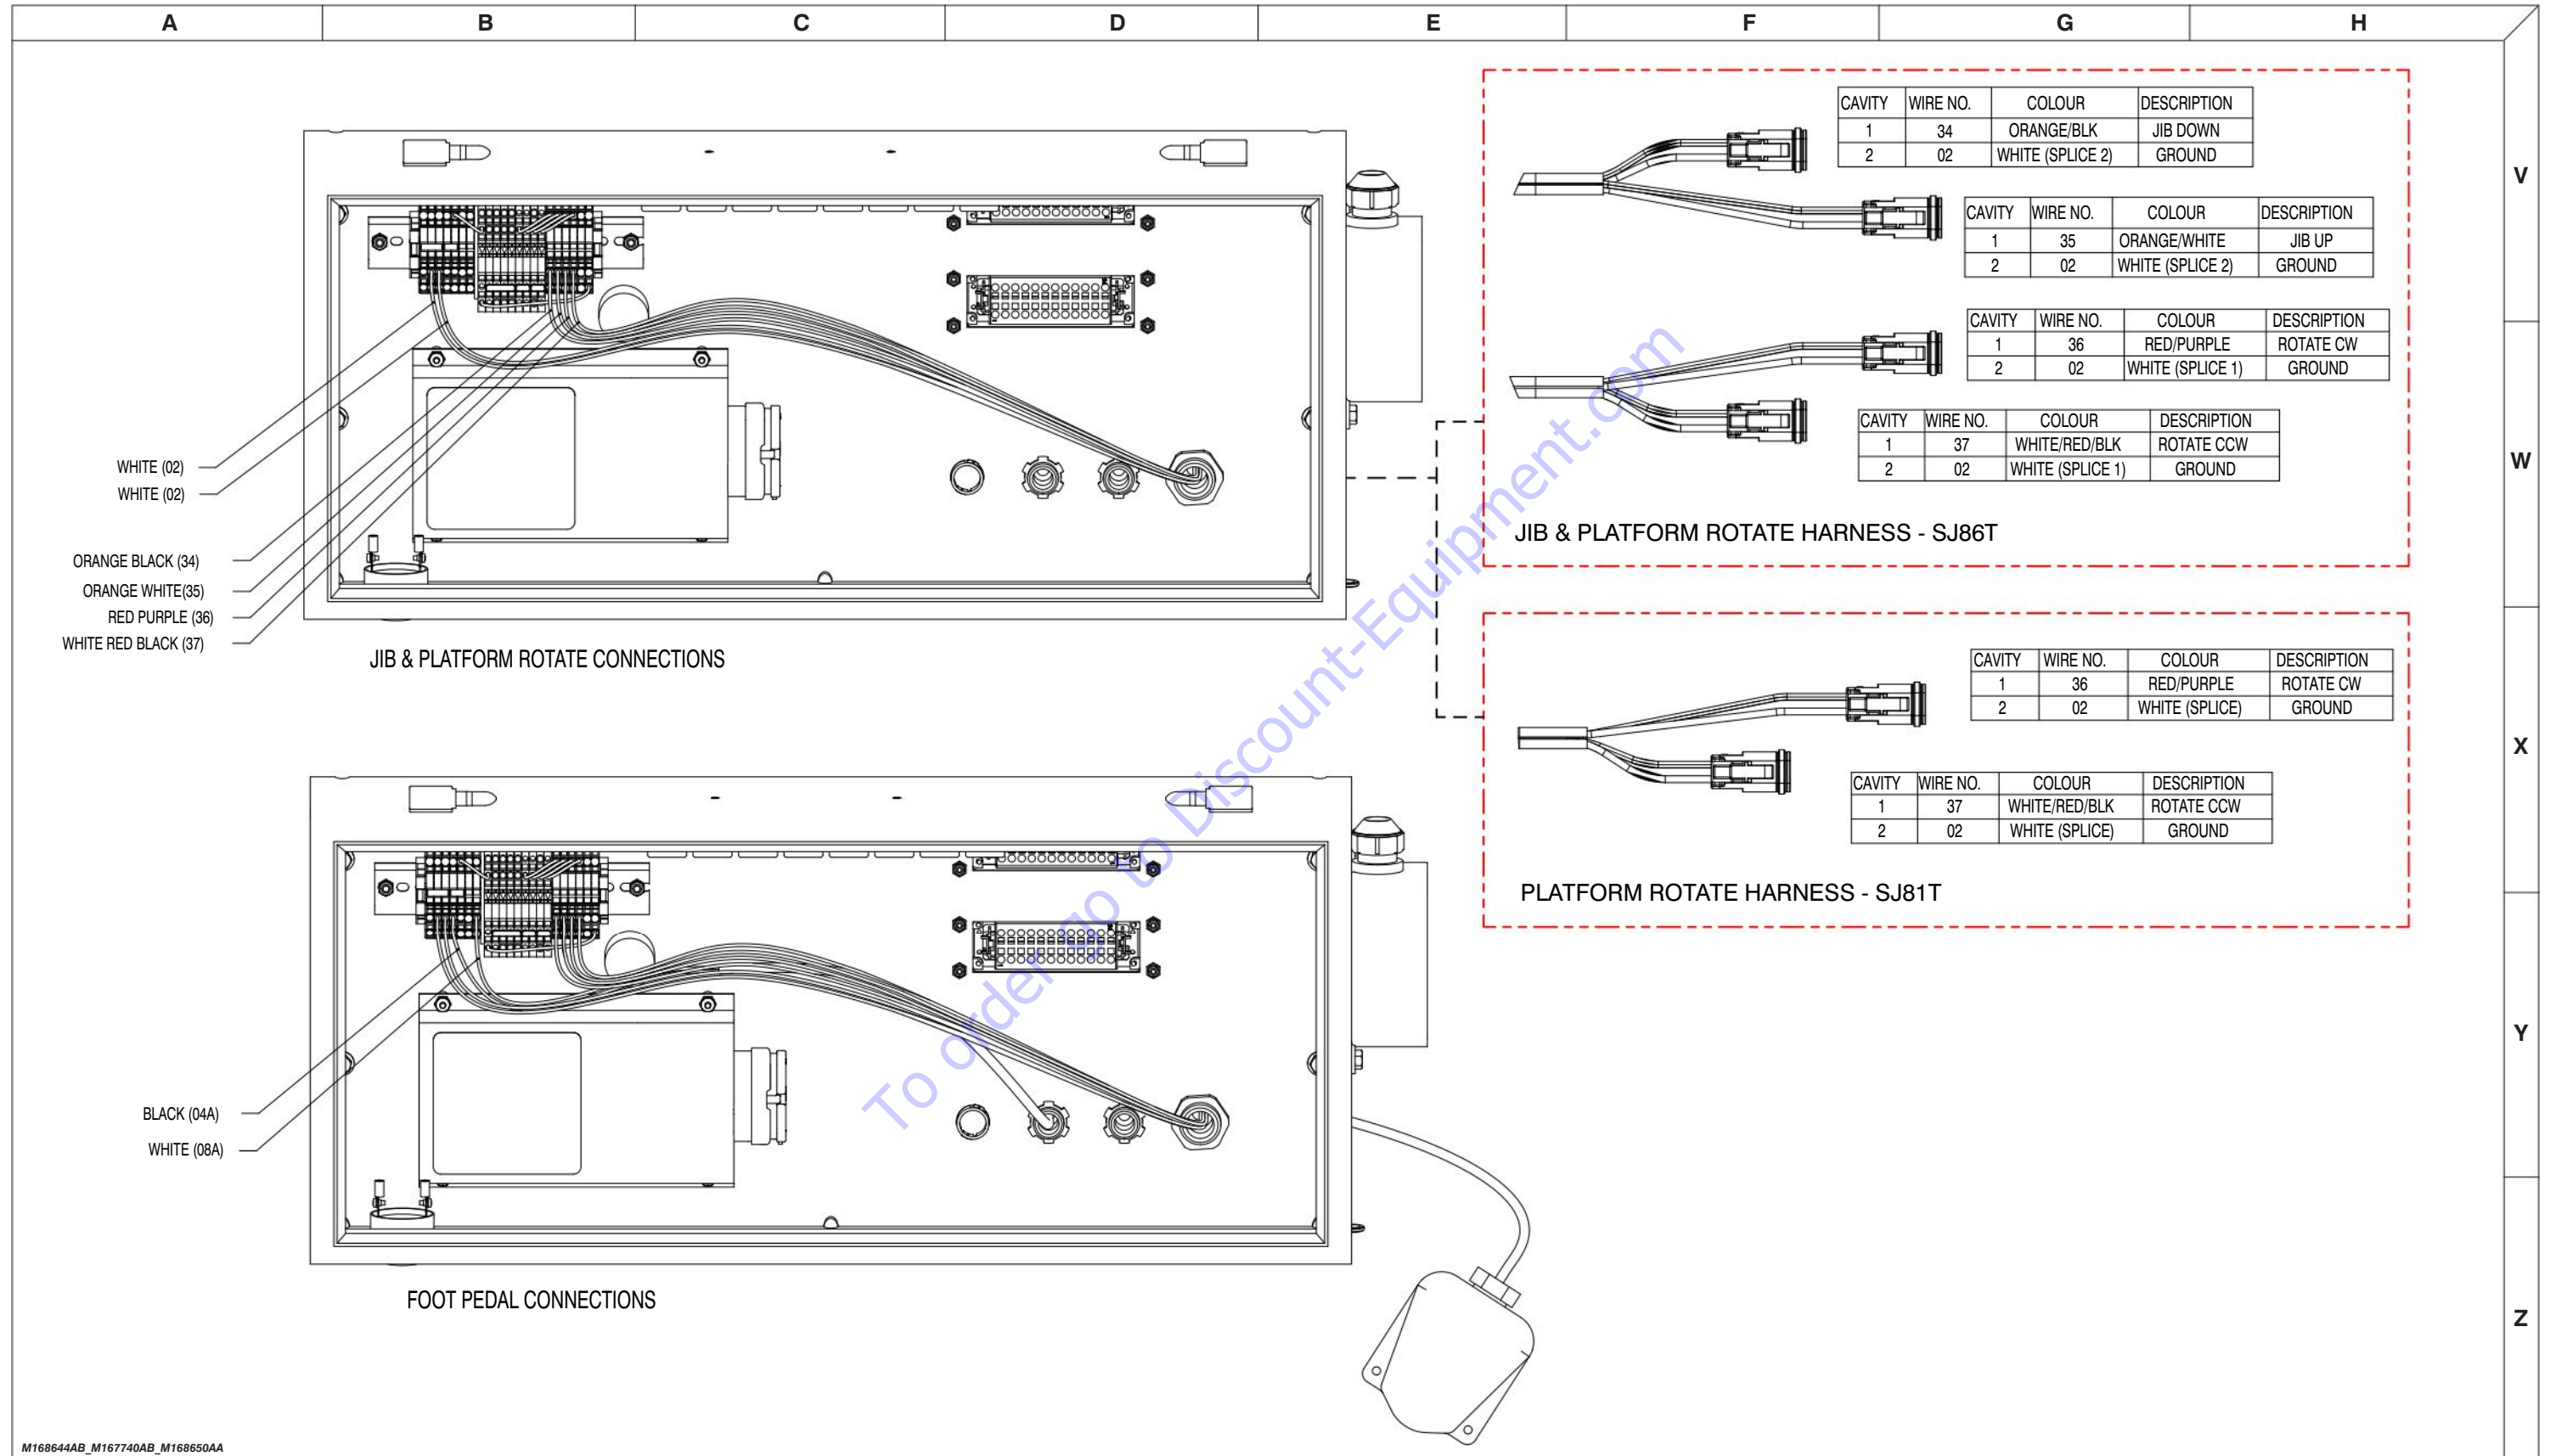 A B C D E F G H
V
W
X
Y
Z
WHITE (02)
WHITE (02)
ORANGE BLACK (34)
ORANGE WHITE(35)
RED PURPLE (36)
WHITE RED BLACK (37)
JIB & PLATFORM ROTATE CONNECTIONS
CAVITY WIRE NO. COLOUR DESCRIPTION
1 34 ORANGE/BLK JIB DOWN
2 02 WHITE (SPLICE 2) GROUND
CAVITY WIRE NO. COLOUR DESCRIPTION
1 35 ORANGE/WHITE JIB UP
2 02 WHITE (SPLICE 2) GROUND
CAVITY WIRE NO. COLOUR DESCRIPTION
1 36 RED/PURPLE ROTATE CW
2 02 WHITE (SPLICE 1) GROUND
CAVITY WIRE NO. COLOUR DESCRIPTION
1 37 WHITE/RED/BLK ROTATE CCW
2 02 WHITE (SPLICE 1) GROUND
JIB & PLATFORM ROTATE HARNESS - SJ86T
CAVITY WIRE NO. COLOUR DESCRIPTION
1 36 RED/PURPLE ROTATE CW
2 02 WHITE (SPLICE) GROUND
CAVITY WIRE NO. COLOUR DESCRIPTION
1 37 WHITE/RED/BLK ROTATE CCW
2 02 WHITE (SPLICE) GROUND
PLATFORM ROTATE HARNESS - SJ81T
BLACK (04A)
WHITE (08A)
FOOT PEDAL CONNECTIONS
To order go to Discount-Equipment.com
M168644AB_M167740AB_M168650AA